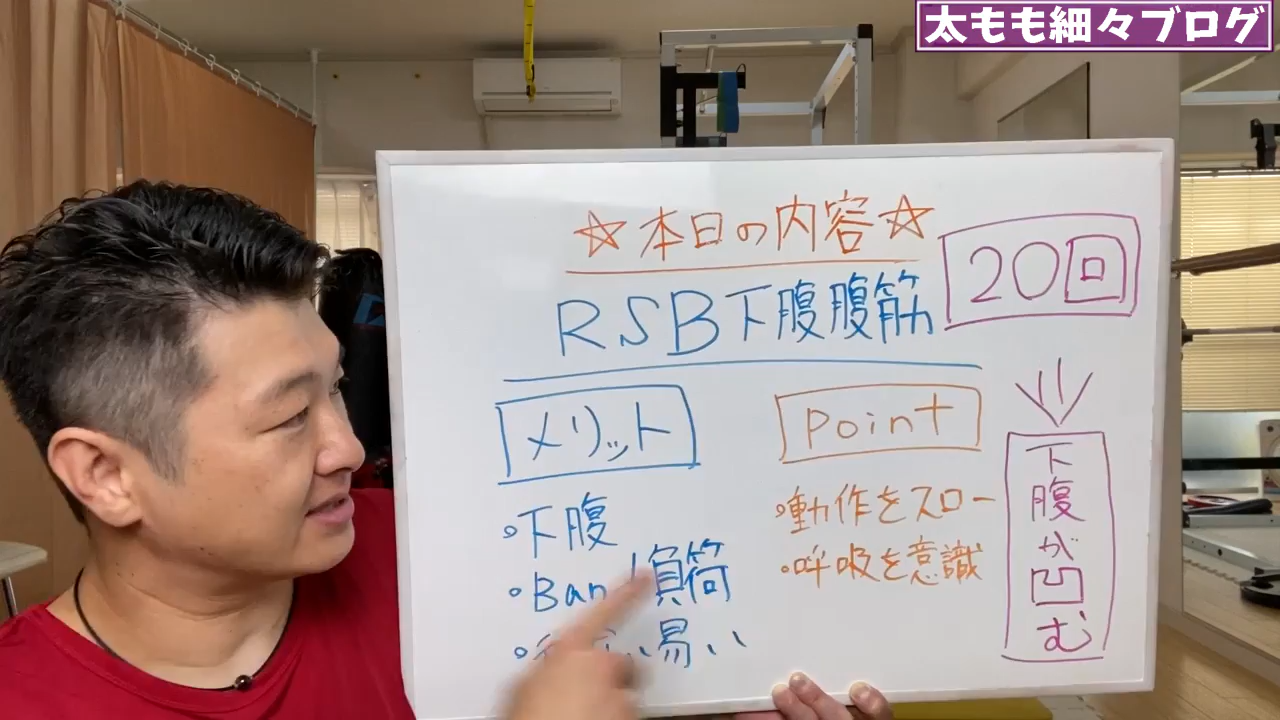 太もも細々ブログ
☆本日の内容☆
20回
RSB下腹腹筋
メリット
Point
下腹が凹む
・下腹
・動作をスロー
・Ban
・呼吸を意識
易い